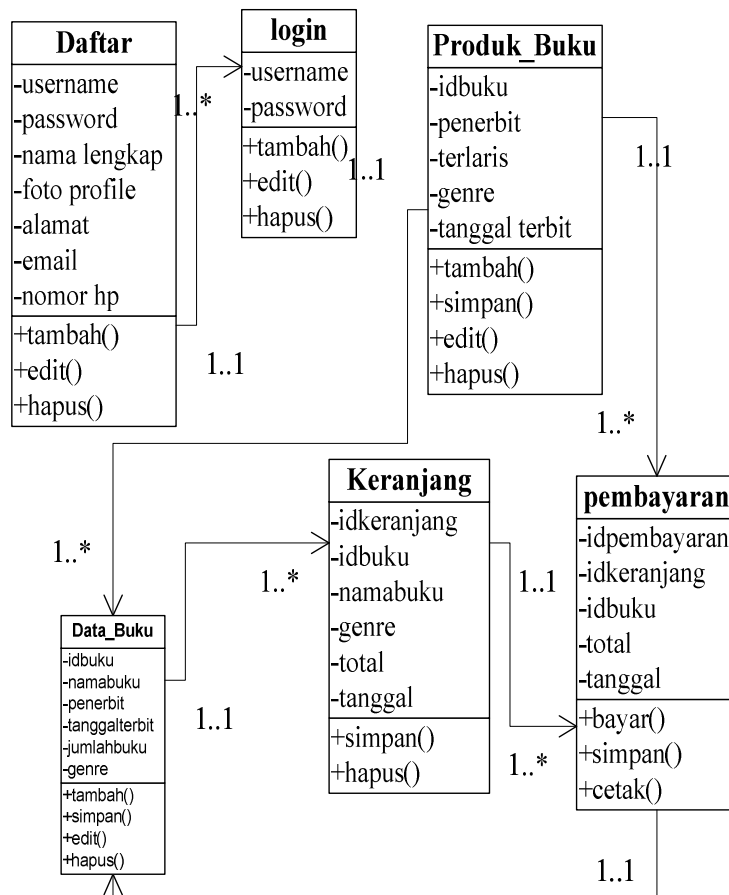 Daftar
-username
-password
-nama lengkap
-foto profile
-alamat
-email
-nomor hp
+tambah()
+edit()
+hapus()
1..*
1..1
login
-username
-password
+tambah()
+edit()
+hapus()
1..1
Produk_Buku
-idbuku
-penerbit
-terlaris
-genre
-tanggal terbit
+tambah()
+simpan()
+edit()
+hapus()
1..1
1..*
1..*
Data_Buku
-idbuku
-namabuku
-penerbit
-tanggalterbit
-jumlahbuku
-genre
+tambah()
+simpan()
+edit()
+hapus()
1..*
1..1
Keranjang
-idkeranjang
-idbuku
-namabuku
-genre
-total
-tanggal
+simpan()
+hapus()
1..1
1..*
pembayaran
-idpembayaran
-idkeranjang
-idbuku
-total
-tanggal
+bayar()
+simpan()
+cetak()
1..1